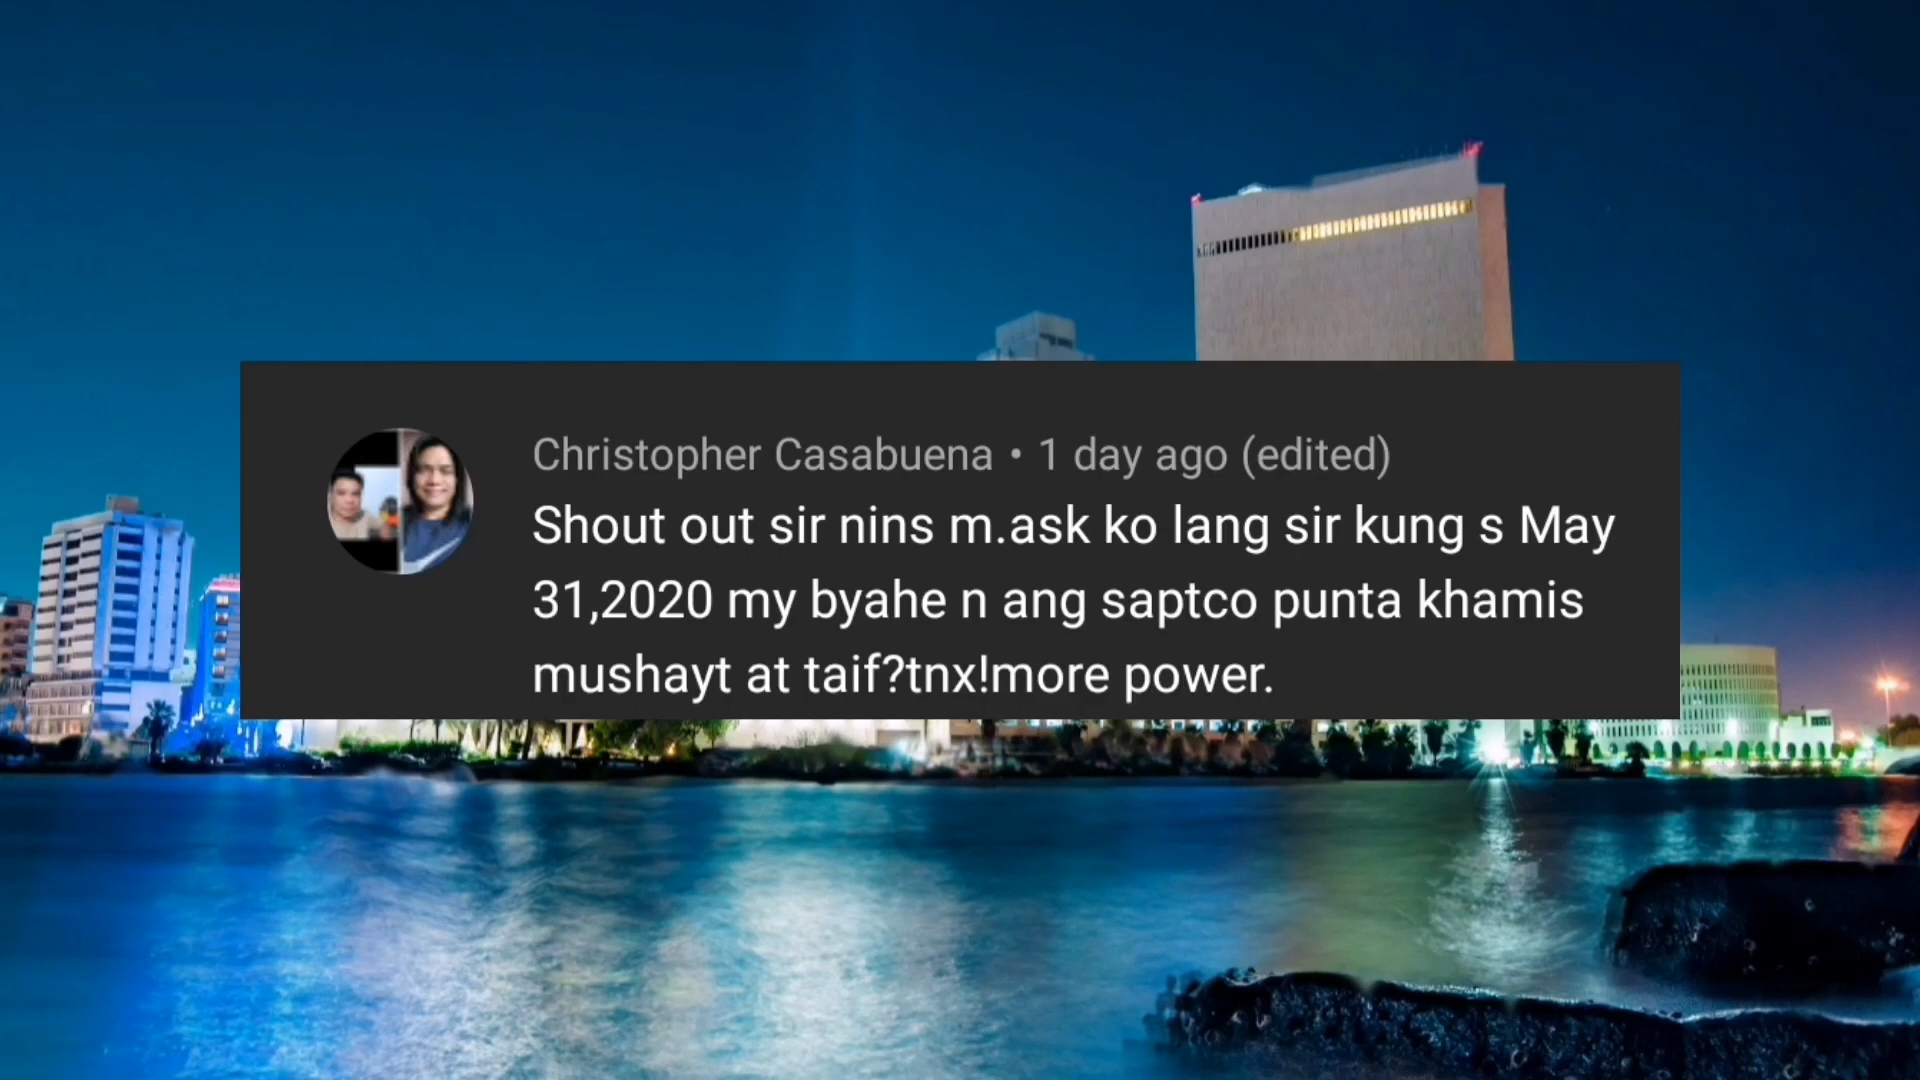 Christopher Casabuena • 1 day ago (edited)
Shout out sir nins m.ask ko lang sir kung s May
31,2020 my byahe n ang saptco punta khamis
mushayt at taif?tnx!more power.